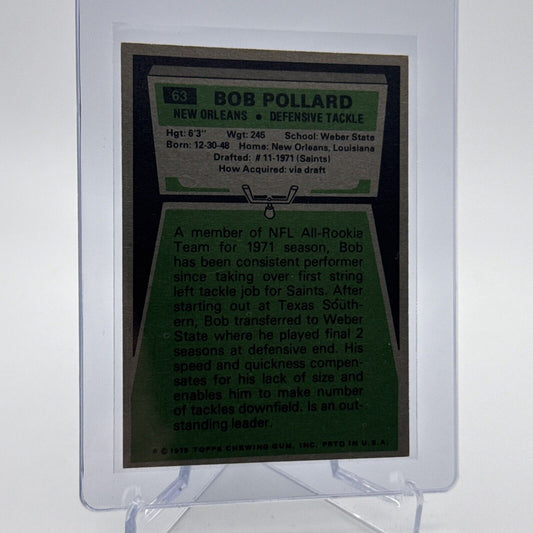 63 BOB POLLARD
NEW ORLEANS • DEFENSIVE TACKLE
Hgt: 6'3" Wgt: 245 School: Weber State
Born: 12-30-48 Home: New Orleans, Louisiana
Drafted: #11-1971 (Saints)
How Acquired: via draft
A member of NFL All-Rookie
Team for 1971 season, Bob
has been consistent performer
since taking over first string
left tackle job for Saints. After
starting out at Texas South-
ern, Bob transferred to Weber
State where he played final 2
seasons at defensive end. His
speed and quickness compen-
sates for his lack of size and
enables him to make number
of tackles downfield. Is an out-
standing leader.
* © 1975 TOPPS CHEWING GUM, INC. PRTD IN U.S.A.